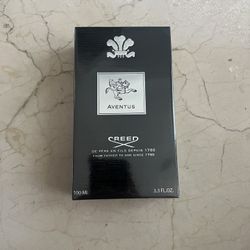 AVENTUS
CREED
DE PERE EN FILS DEPUIS 1760
FROM FATHER TO SON SINCE 1760
100 Ml 3.3 FL.OZ.